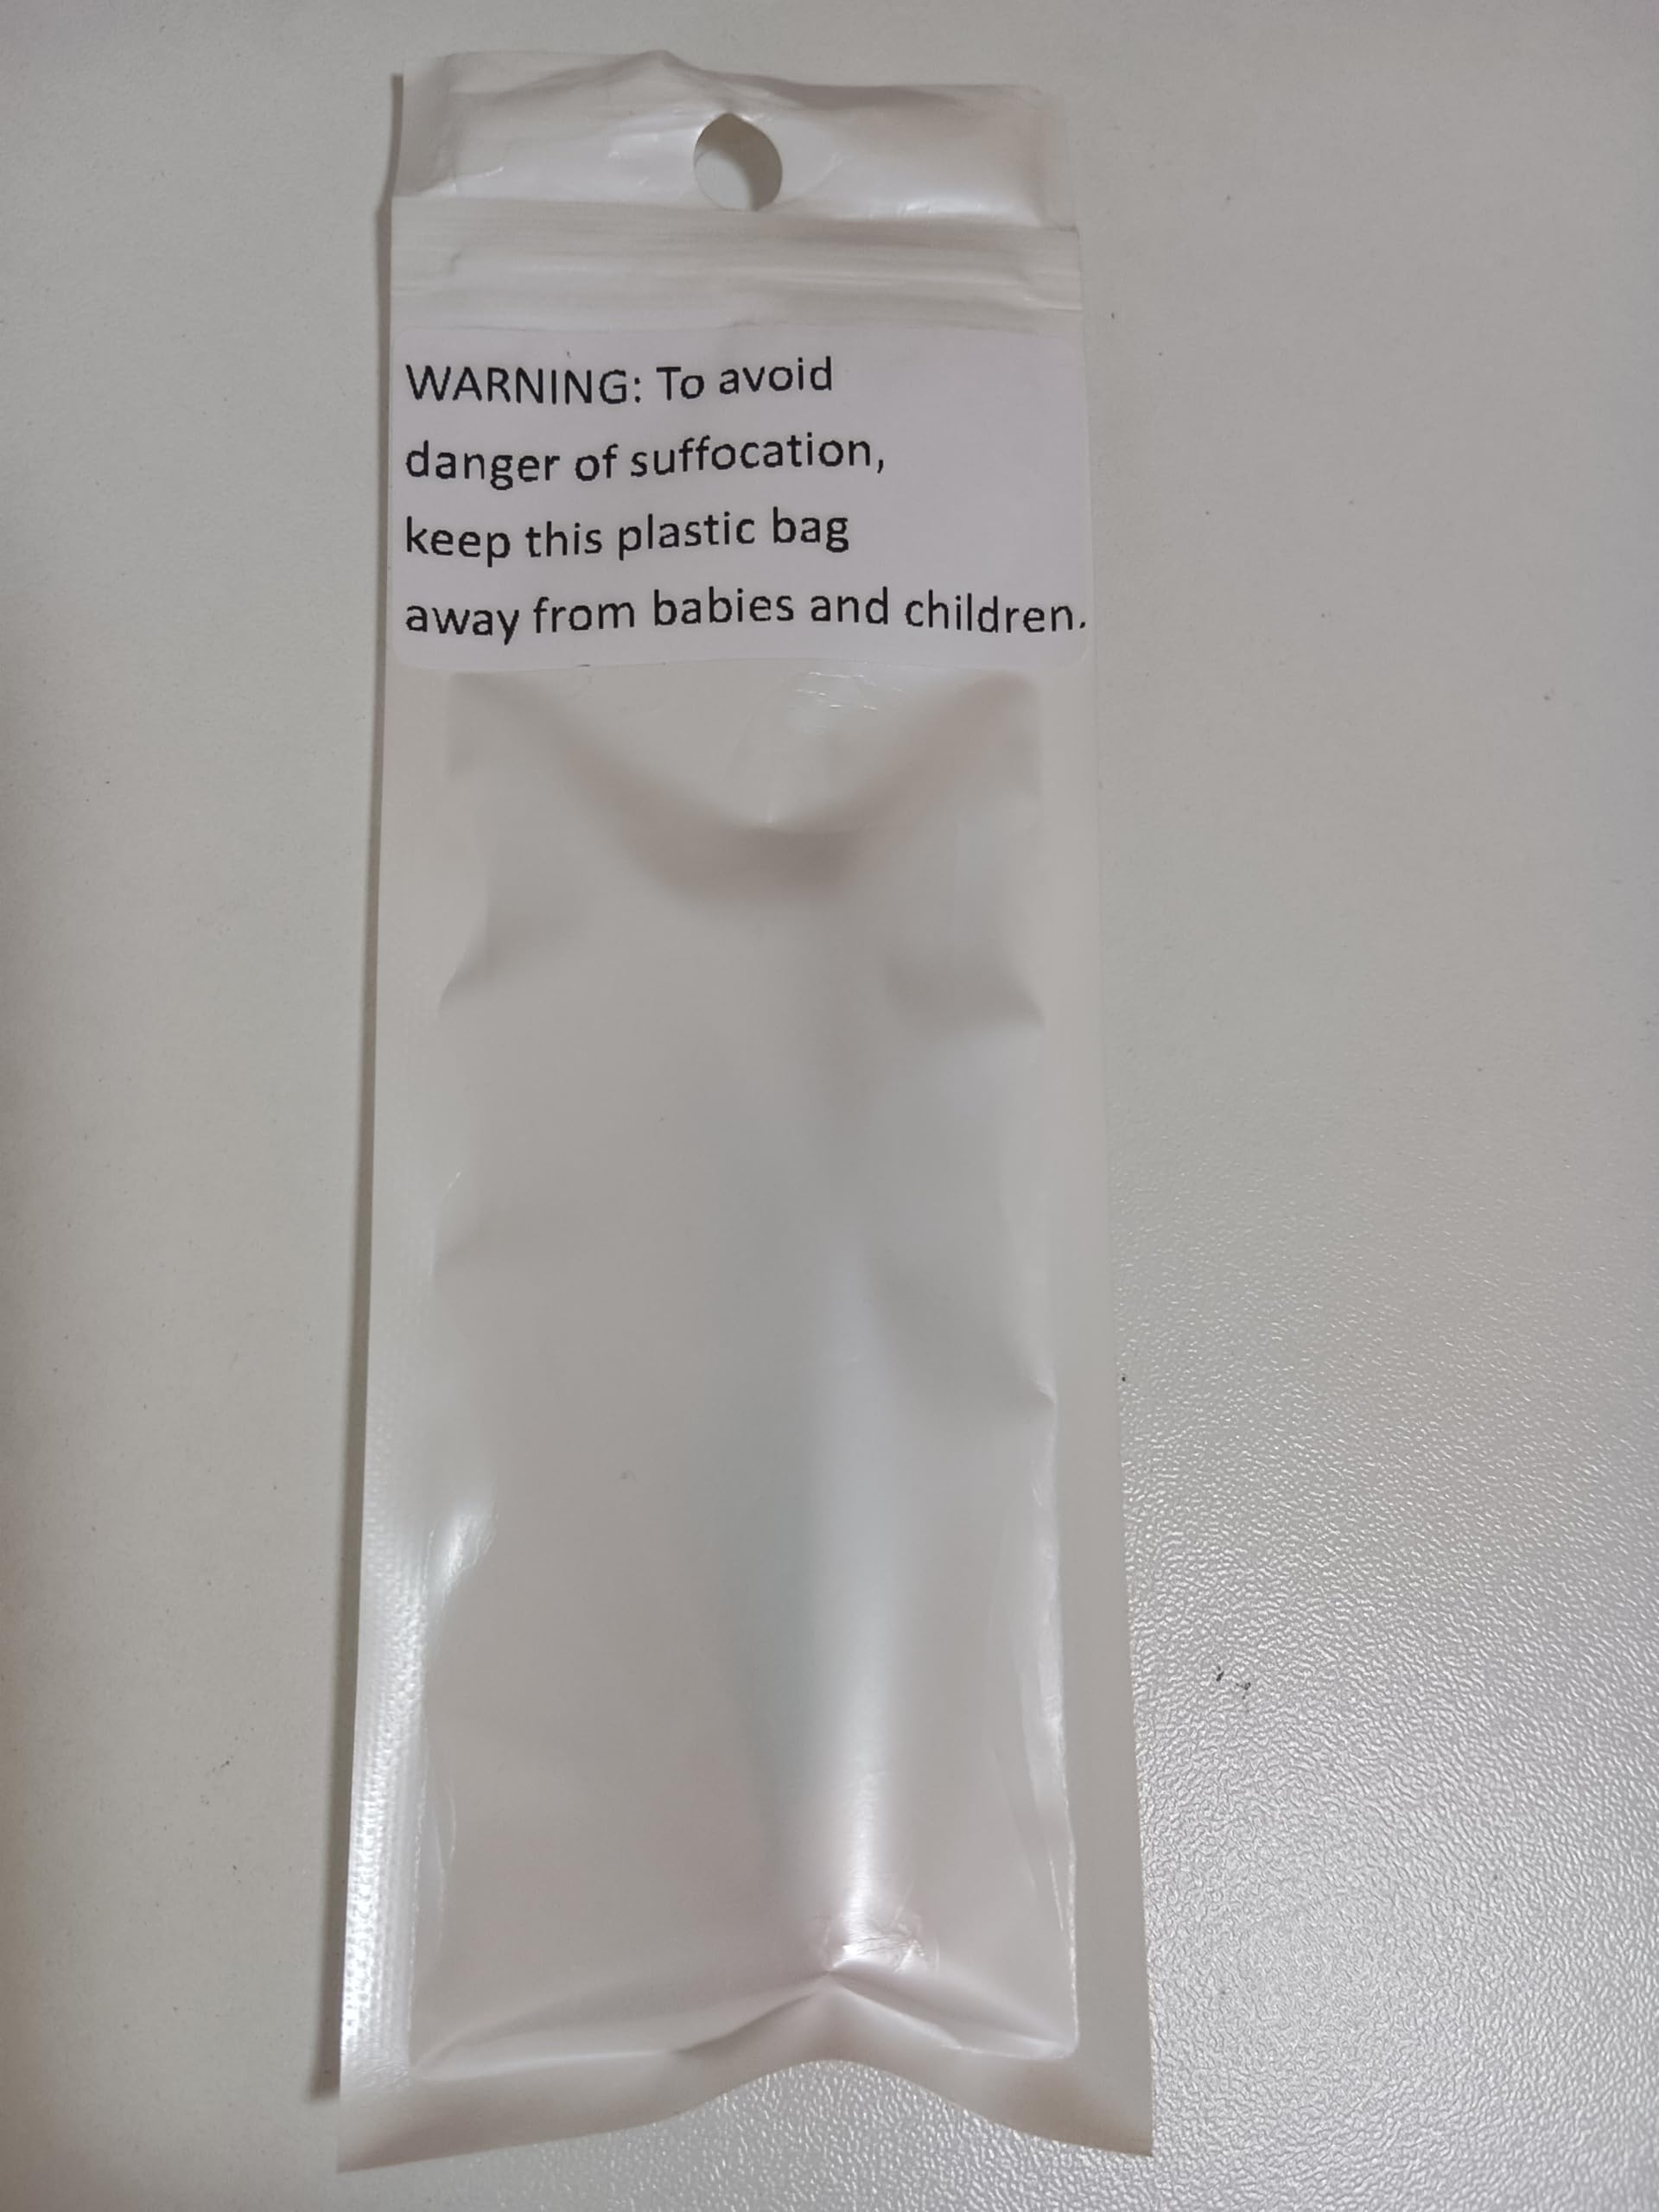 WARNING: To avoid
danger of suffocation,
keep this plastic bag
away from babies and children.